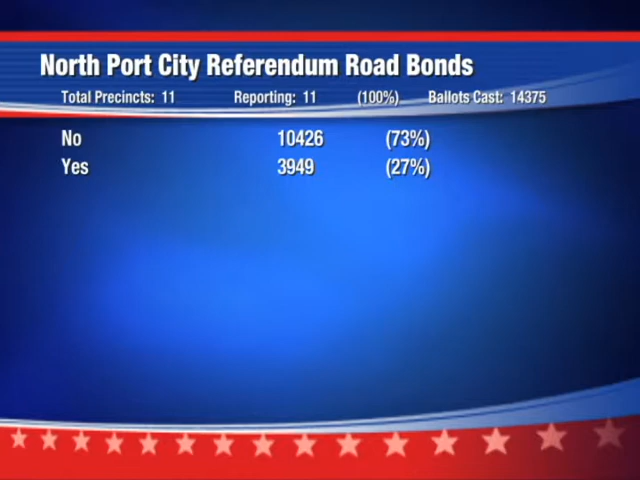 North Port City Referendum Road Bonds
Total Precincts: 11 Reporting: 11 (100%) Ballots Cast: 14375
No 10426 (73%)
Yes 3949 (27%)